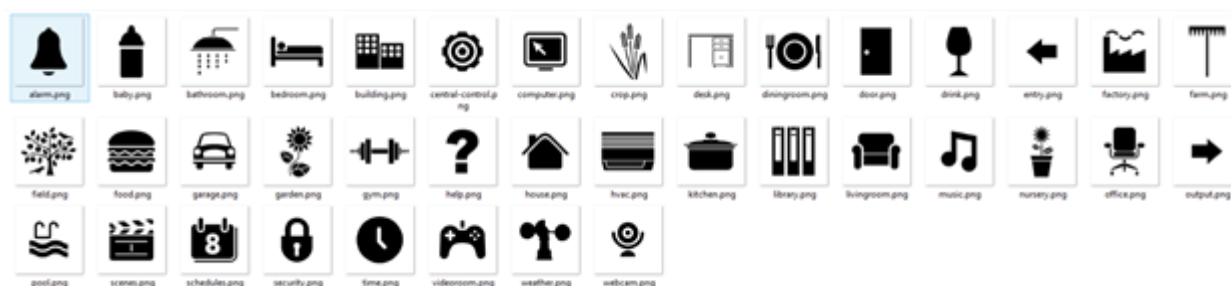 alarm.png
baby.png
bathroom.png
bedroom.png
building.png
central-control.p
ng
computer.png
crop.png
desk.png
diningroom.png
door.png
drink.png
entry.png
factory.png
farm.png
field.png
food.png
garage.png
garden.png
gym.png
help.png
house.png
hvac.png
kitchen.png
library.png
livingroom.png
music.png
nursery.png
office.png
output.png
pool.png
scenes.png
8
schedules.png
security.png
time.png
videoroom.png
weather.png
webcam.png